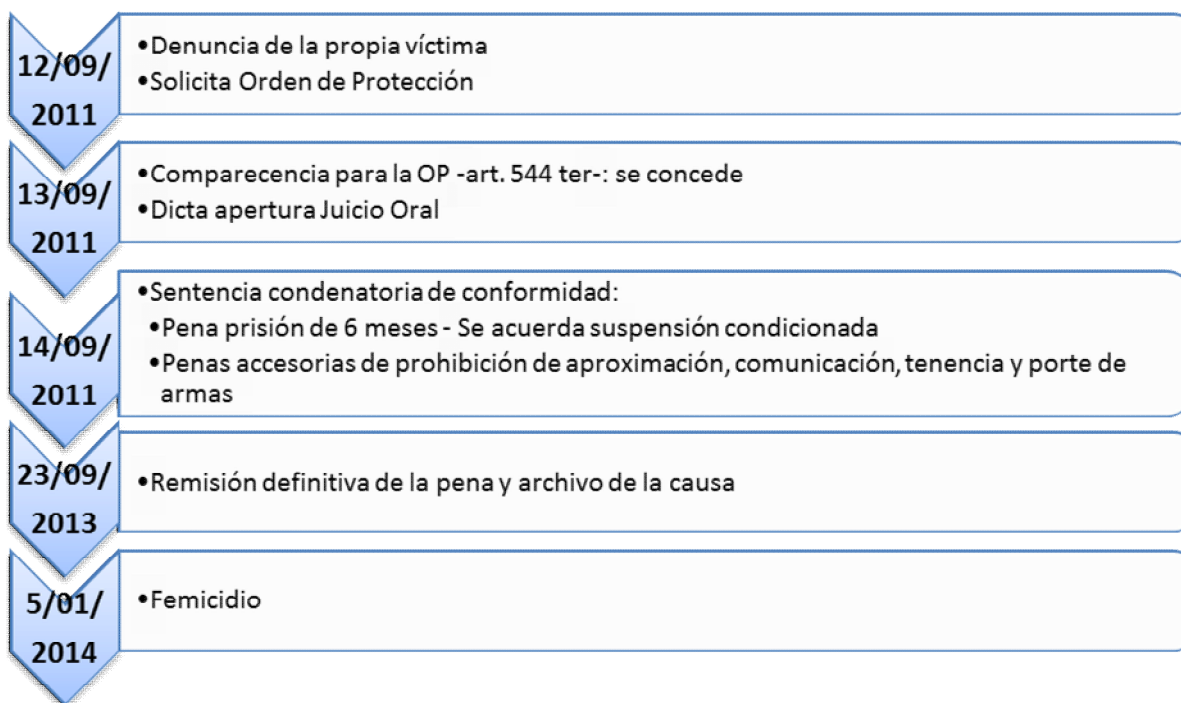 12/09/
2011
•Denuncia de la propia víctima
•Solicita Orden de Protección
13/09/
2011
•Comparecencia para la OP -art. 544 ter-: se concede
•Dicta apertura Juicio Oral
14/09/
2011
•Sentencia condenatoria de conformidad:
•Pena prisión de 6 meses - Se acuerda suspensión condicionada
•Penas accesorias de prohibición de aproximación, comunicación, tenencia y porte de
armas
23/09/
2013
•Remisión definitiva de la pena y archivo de la causa
5/01/
2014
•Femicidio